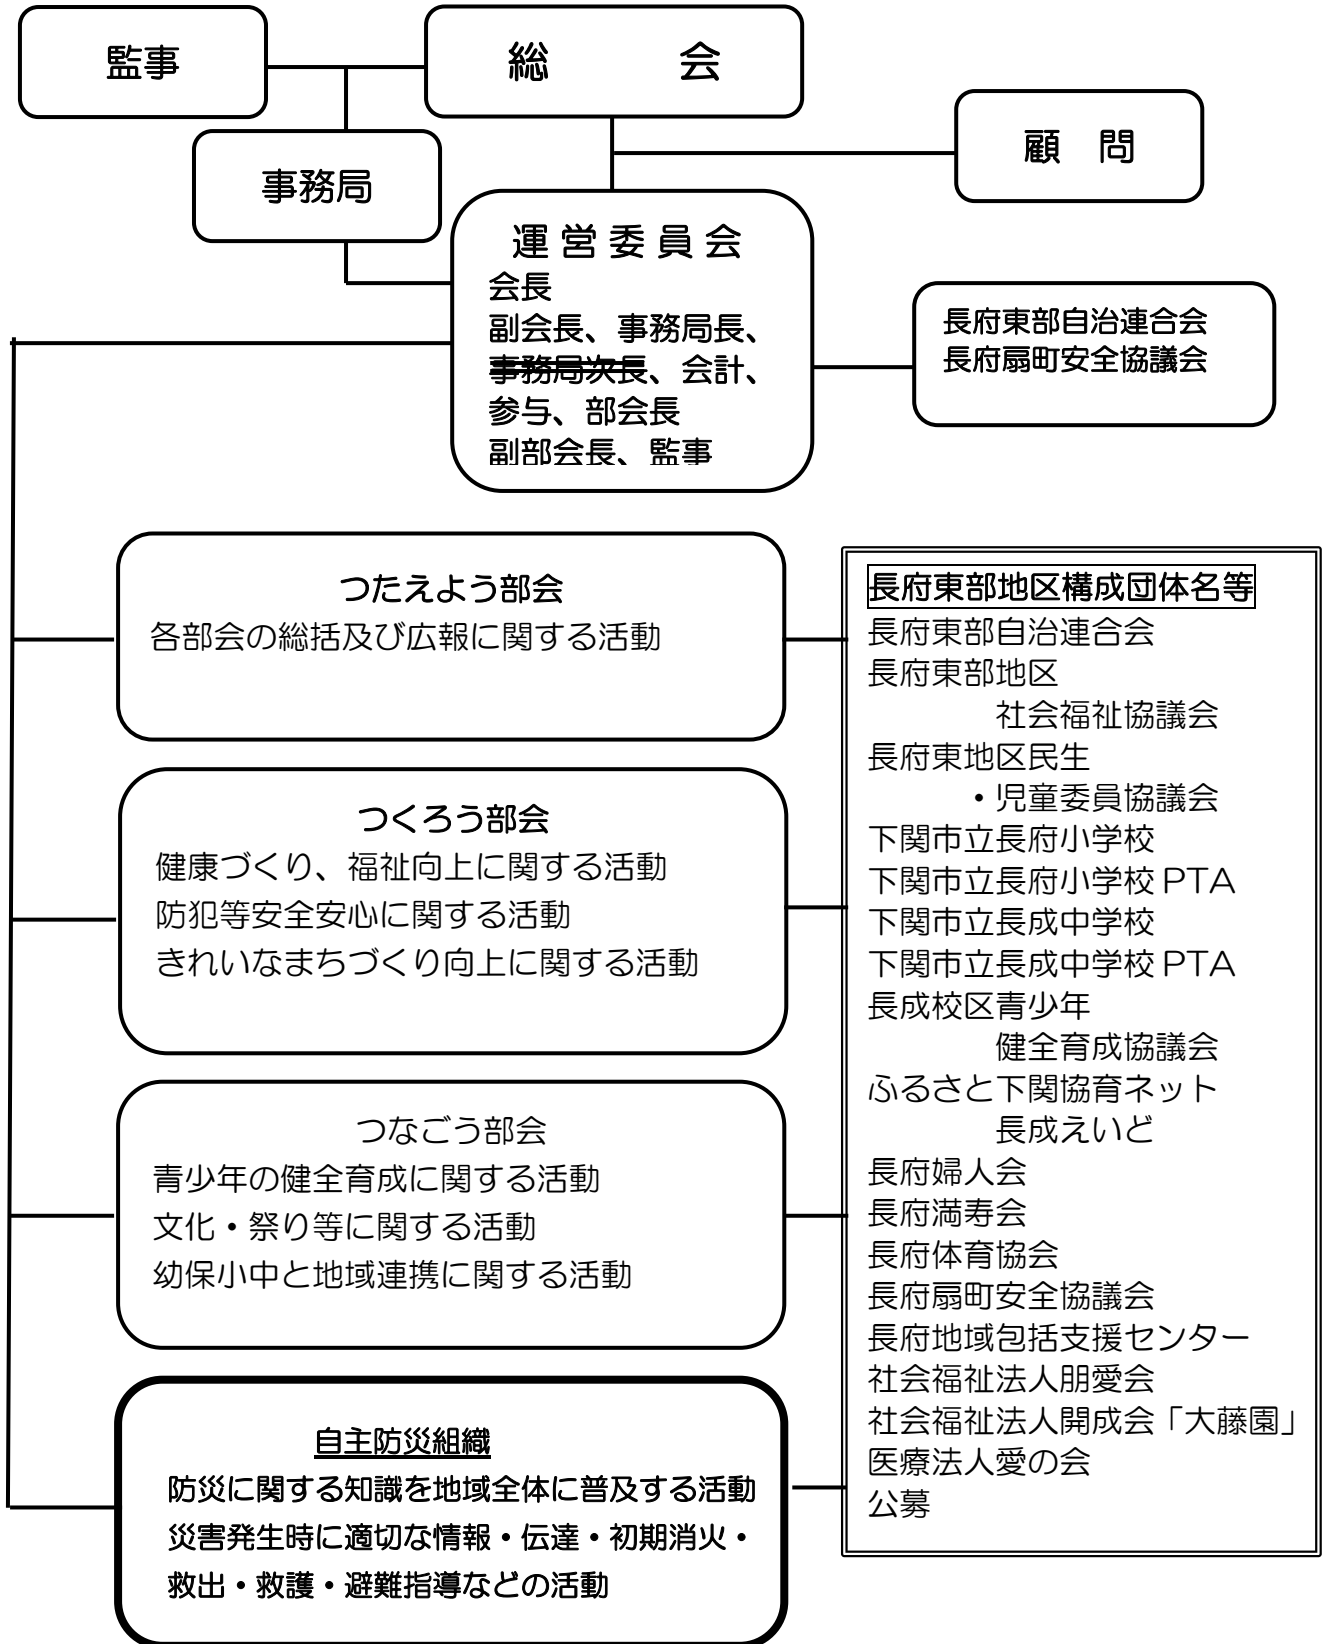 監事
総　会
顧　問
事務局
運営委員会
会長
副会長、事務局長、
事務局次長、会計、
参与、部会長
副部会長、監事
長府東部自治連合会
長府扇町安全協議会
つたえよう部会
各部会の総括及び広報に関する活動
つくろう部会
健康づくり、福祉向上に関する活動
防犯等安全安心に関する活動
きれいなまちづくり向上に関する活動
つなごう部会
青少年の健全育成に関する活動
文化・祭り等に関する活動
幼保小中と地域連携に関する活動
自主防災組織
防災に関する知識を地域全体に普及する活動
災害発生時に適切な情報・伝達・初期消火・
救出・救護・避難指導などの活動
長府東部地区構成団体名等
長府東部自治連合会
長府東部地区
社会福祉協議会
長府東地区民生
・児童委員協議会
下関市立長府小学校
下関市立長府小学校 PTA
下関市立長成中学校
下関市立長成中学校 PTA
長成校区青少年
健全育成協議会
ふるさと下関協育ネット
長成えいど
長府婦人会
長府満寿会
長府体育協会
長府扇町安全協議会
長府地域包括支援センター
社会福祉法人朋愛会
社会福祉法人開成会「大藤園」
医療法人愛の会
公募